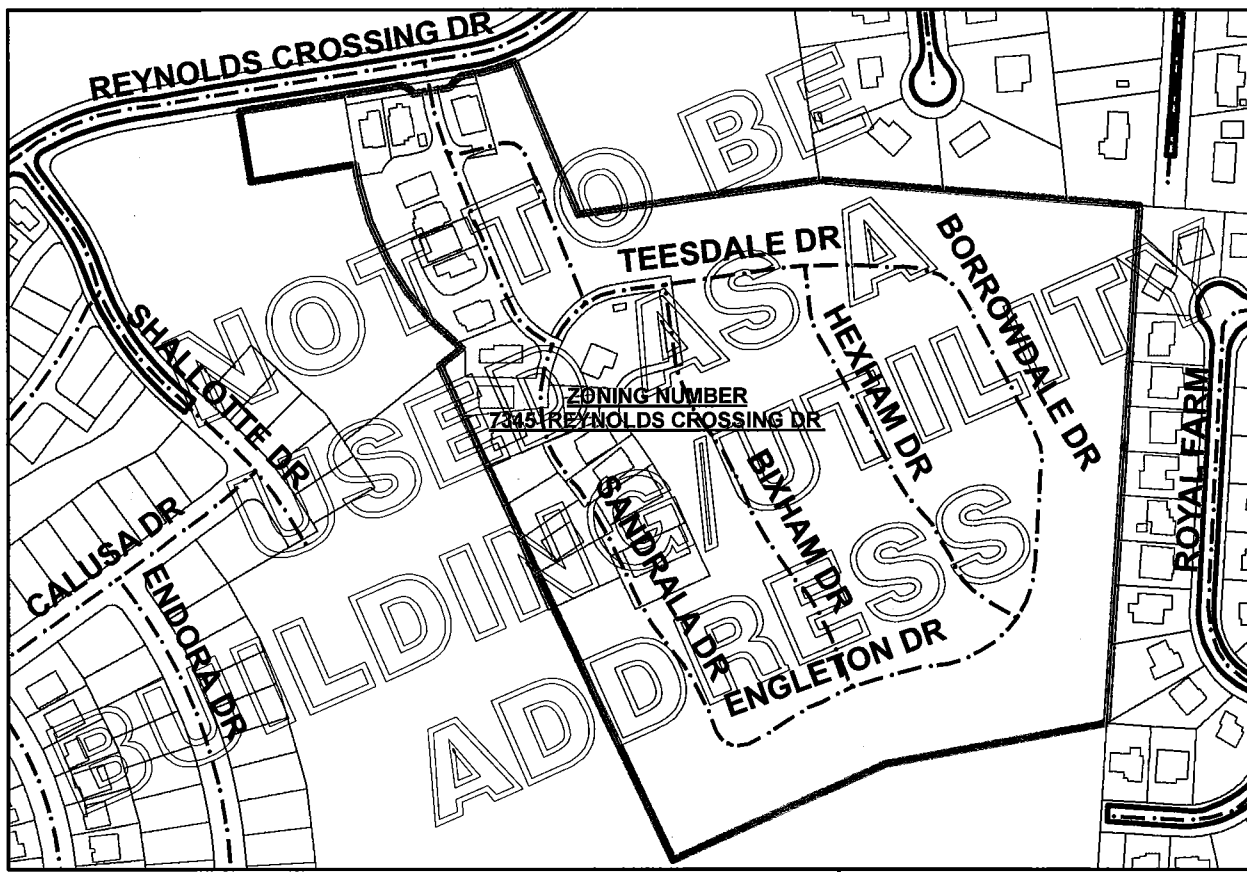 REYNOLDS CROSSING DR
NOT TO BE
USED AS A
BUILDING/UTILITY
ADDRESS
TEESDALE DR
BORROWDALE DR
HEXHAM DR
SHALLOTTE DR
ZONING NUMBER
7345 REYNOLDS CROSSING DR
ROYAL FARM
BIXHAM DR
SANDRALA DR
CALUSA DR
ENDORA DR
ENGLETON DR